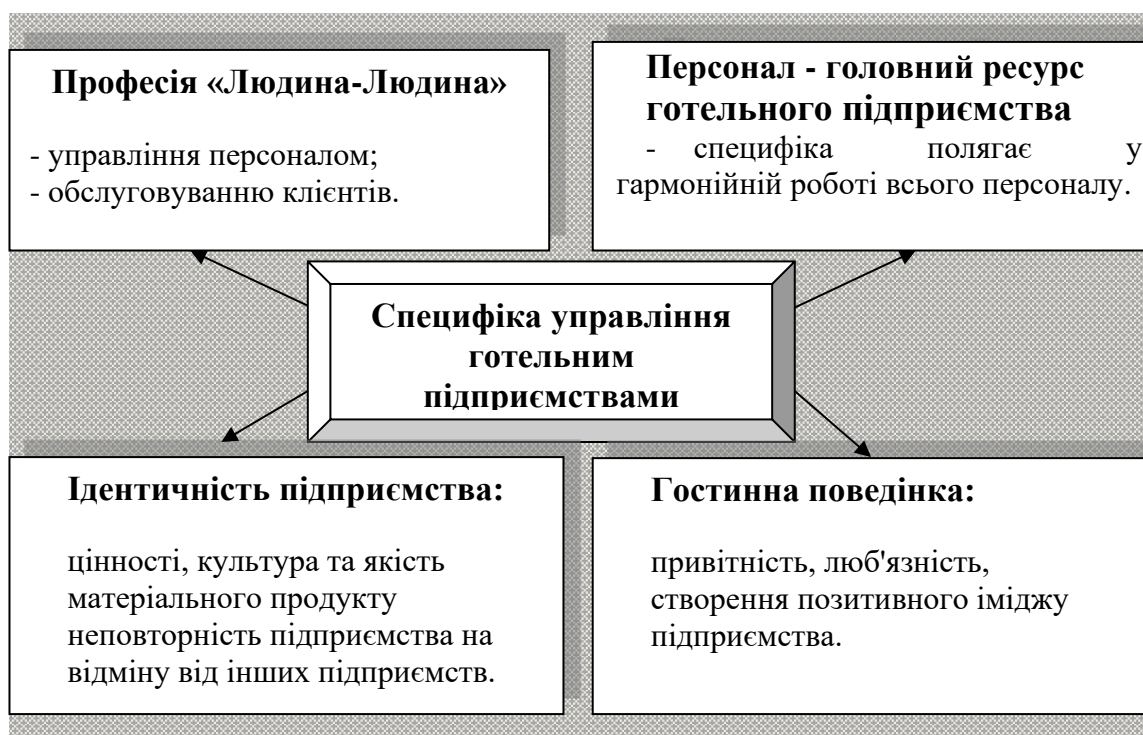 Професія «Людина-Людина»
- управління персоналом;
- обслуговуванню клієнтів.
Персонал - головний ресурс
готельного підприємства
- специфіка полягає у
гармонійній роботі всього персоналу.
Специфіка управління
готельним
підприємствами
Ідентичність підприємства:
цінності, культура та якість
матеріального продукту
неповторність підприємства на
відміну від інших підприємств.
Гостинна поведінка:
привітність, люб'язність,
створення позитивного іміджу
підприємства.